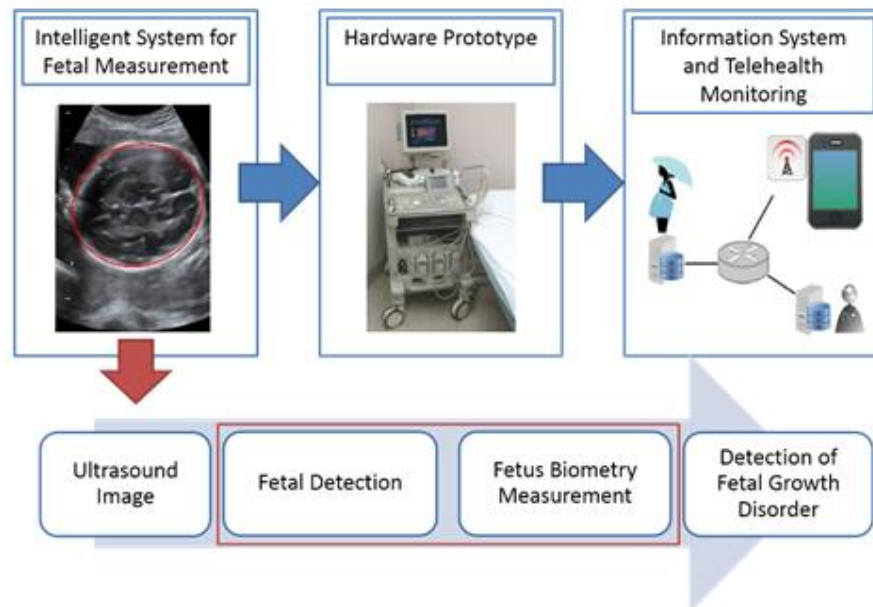 Intelligent System for
Fetal Measurement
Hardware Prototype
Information System
and Telehealth
Monitoring
Ultrasound
Image
Fetal Detection
Fetus Biometry
Measurement
Detection of
Fetal Growth
Disorder